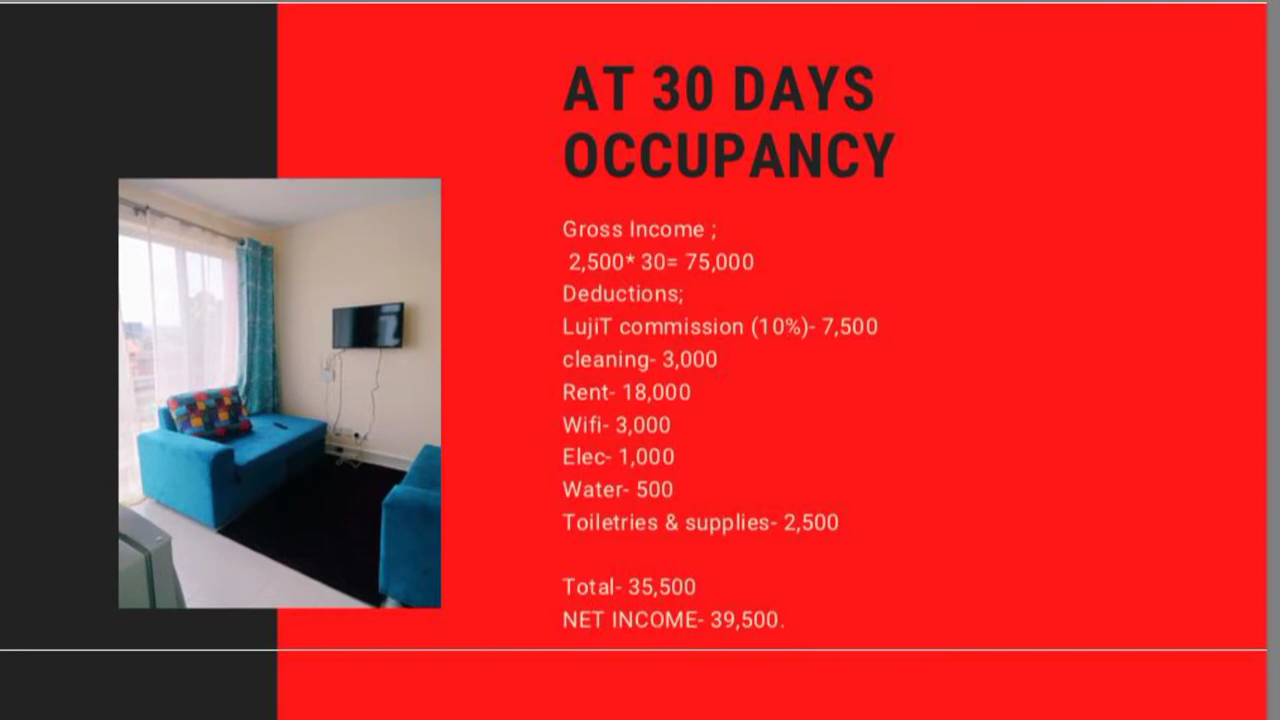 AT 30 DAYS
OCCUPANCY
Gross Income ;
2,500* 30= 75,000
Deductions;
LujiT commission (10%)- 7,500
cleaning- 3,000
Rent- 18,000
Wifi- 3,000
Elec- 1,000
Water- 500
Toiletries & supplies- 2,500
Total- 35,500
NET INCOME- 39,500.